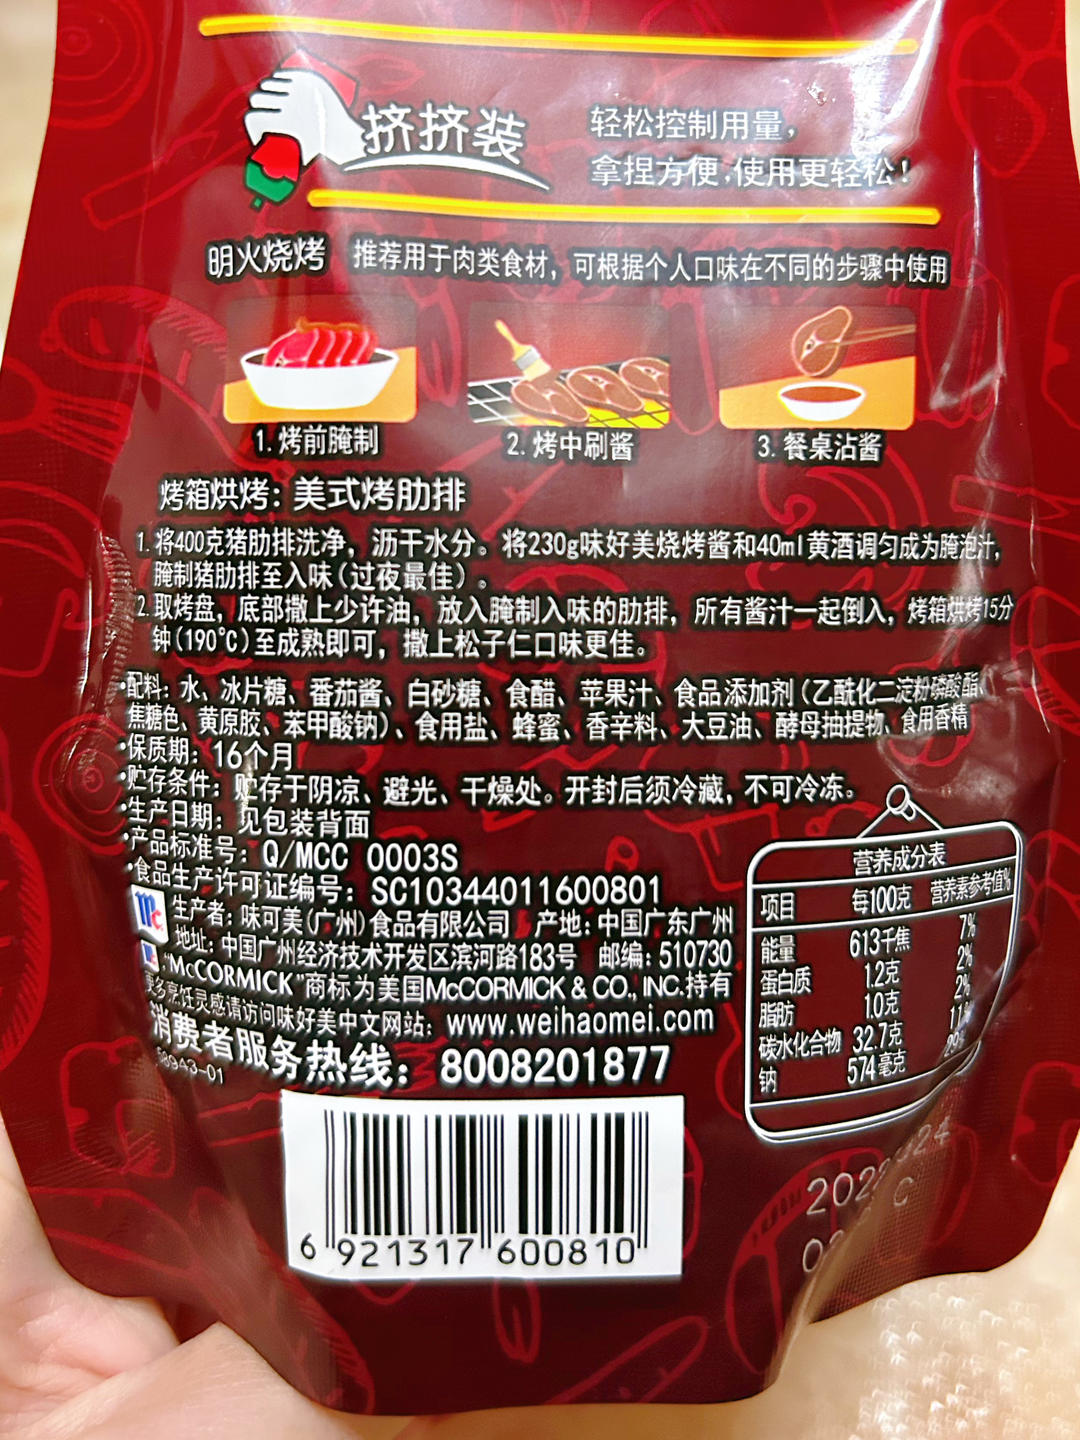 挤挤装
轻松控制用量，
拿捏方便，使用更轻松！
明火烧烤 推荐用于肉类食材，可根据个人口味在不同的步骤中使用
1. 烤前腌制
2. 烤中刷酱
3. 餐桌沾酱
烤箱烘烤：美式烤肋排
1. 将400克猪肋排洗净，沥干水分。将230g味好美烧烤酱和40ml黄酒调匀成为腌泡汁，
腌制猪肋排至入味（过夜最佳）。
2. 取烤盘，底部撒上少许油，放入腌制入味的肋排，所有酱汁一起倒入，烤箱烘烤15分
钟（190℃）至成熟即可，撒上松子仁口味更佳。
•配料：水、冰片糖、番茄酱、白砂糖、食醋、苹果汁、食品添加剂（乙酰化二淀粉磷酸酯、
焦糖色、黄原胶、苯甲酸钠）、食用盐、蜂蜜、香辛料、大豆油、酵母抽提物、食用香精
•保质期：16个月
•贮存条件：贮存于阴凉、避光、干燥处。开封后须冷藏，不可冷冻。
•生产日期：见包装背面
•产品标准号：Q/MCC 0003S
•食品生产许可证编号：SC10344011600801
生产者：味可美（广州）食品有限公司 产地：中国广东广州
地址：中国广州经济技术开发区滨河路183号 邮编：510730
"McCORMICK"商标为美国McCORMICK & CO., INC.持有
更多烹饪灵感请访问味好美中文网站：www.weihaomei.com
消费者服务热线：8008201877
营养成分表
项目 每100克 营养素参考值%
能量 613千焦 7%
蛋白质 1.2克 2%
脂肪 1.0克 2%
碳水化合物 32.7克 11%
钠 574毫克
6 921317 600810